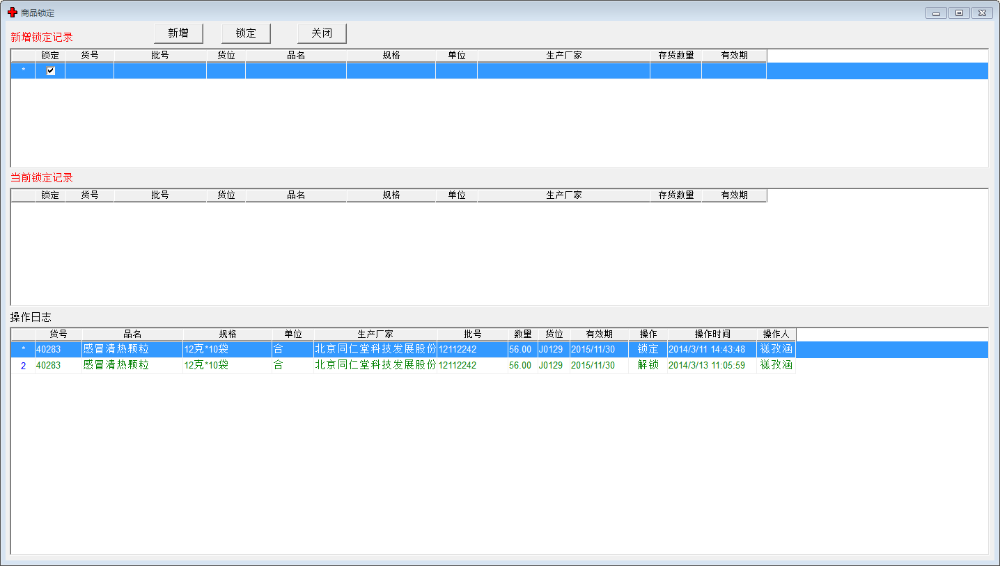 商品锁定
新增锁定记录 新增 锁定 关闭
锁定 货号 批号 货位 品名 规格 单位 生产厂家 存货数量 有效期
*
当前锁定记录
锁定 货号 批号 货位 品名 规格 单位 生产厂家 存货数量 有效期
操作日志
货号 品名 规格 单位 生产厂家 批号 数量 货位 有效期 操作 操作时间 操作人
* 40283 感冒清热颗粒 12克*10袋 合 北京同仁堂科技发展股份 12112242 56.00 J0129 2015/11/30 锁定 2014/3/11 14:43:48 禚孜涵
2 40283 感冒清热颗粒 12克*10袋 合 北京同仁堂科技发展股份 12112242 56.00 J0129 2015/11/30 解锁 2014/3/13 11:05:59 禚孜涵